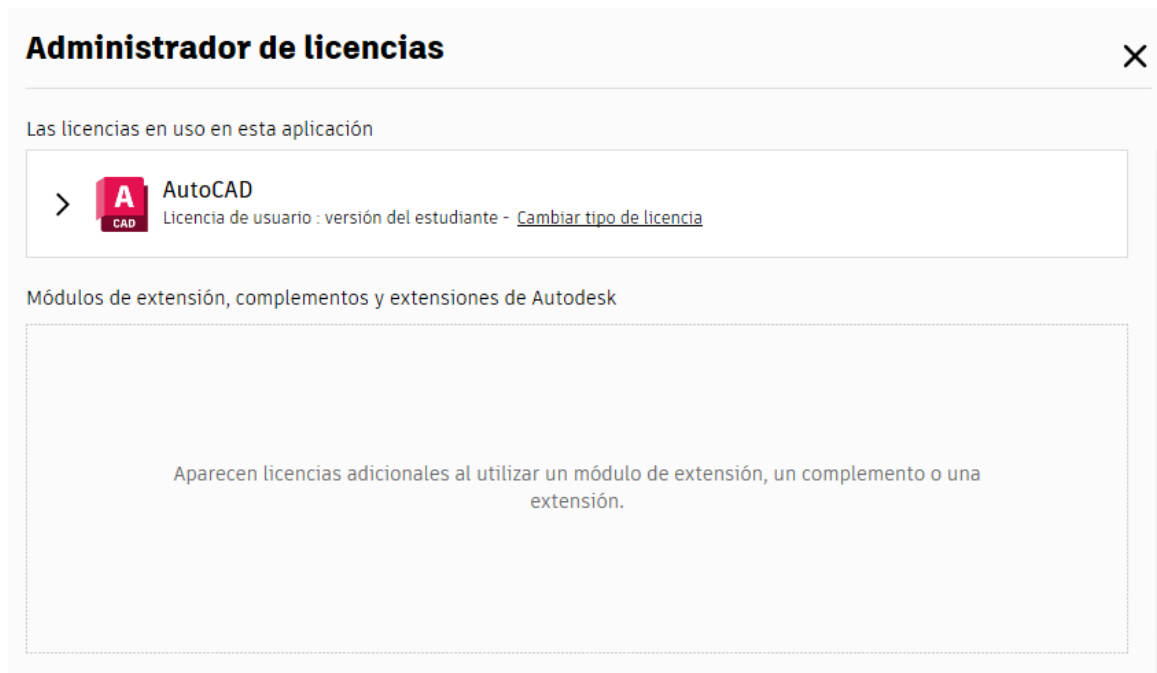 Administrador de licencias
Las licencias en uso en esta aplicación
A
CAD
AutoCAD
Licencia de usuario : versión del estudiante - Cambiar tipo de licencia
Módulos de extensión, complementos y extensiones de Autodesk
Aparecen licencias adicionales al utilizar un módulo de extensión, un complemento o una
extensión.